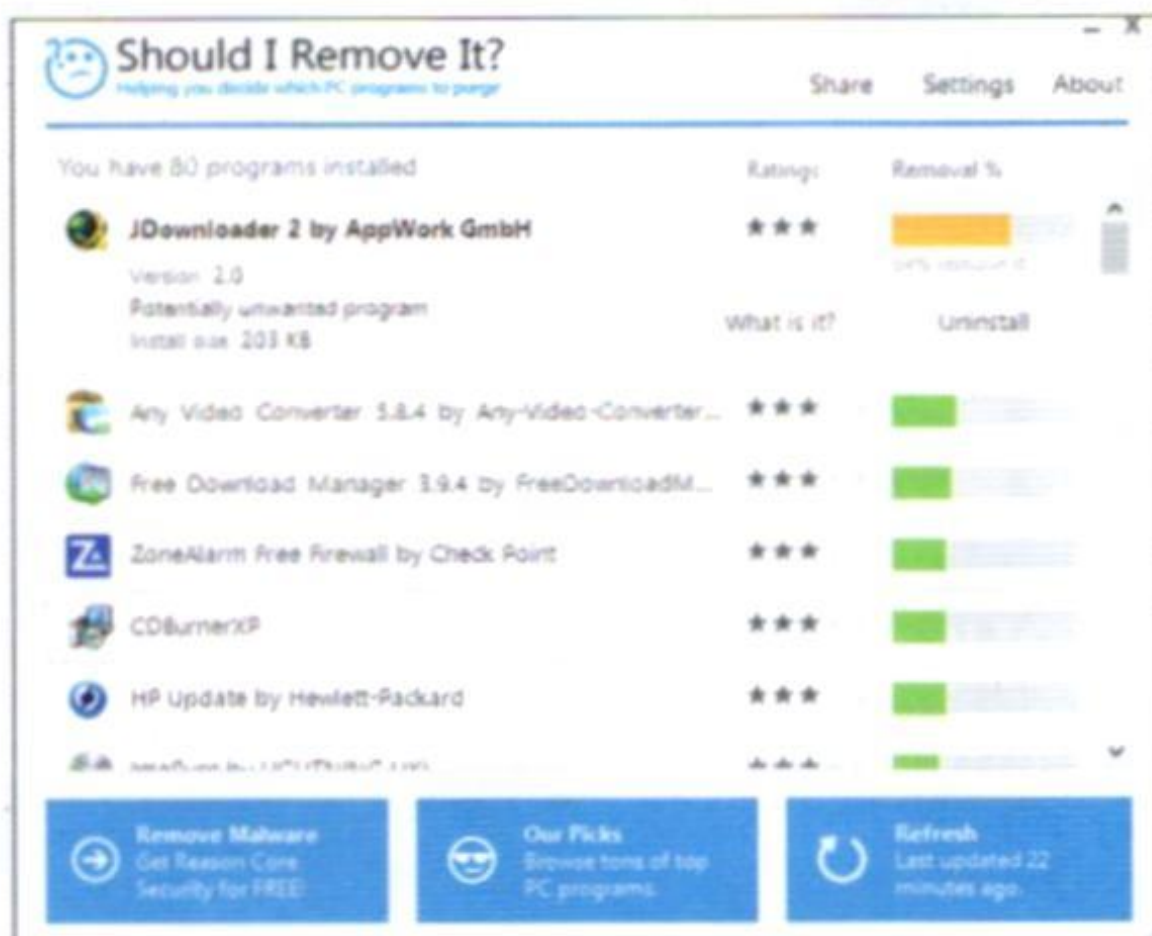 Should I Remove It?
Helping you decide which PC programs to purge
Share Settings About
You have 80 programs installed
Ratings Removal %
JDownloader 2 by AppWork GmbH
Version 2.0
Potentially unwanted program
Install size 203 KB
What is it? Uninstall
Any Video Converter 5.8.4 by Any-Video-Converter...
Free Download Manager 3.9.4 by FreeDownloadM...
ZoneAlarm Free Firewall by Check Point
CDBurnerXP
HP Update by Hewlett-Packard
Remove Malware
Get Reason Core
Security for FREE!
Our Picks
Browse tons of top
PC programs.
Refresh
Last updated 22
minutes ago.